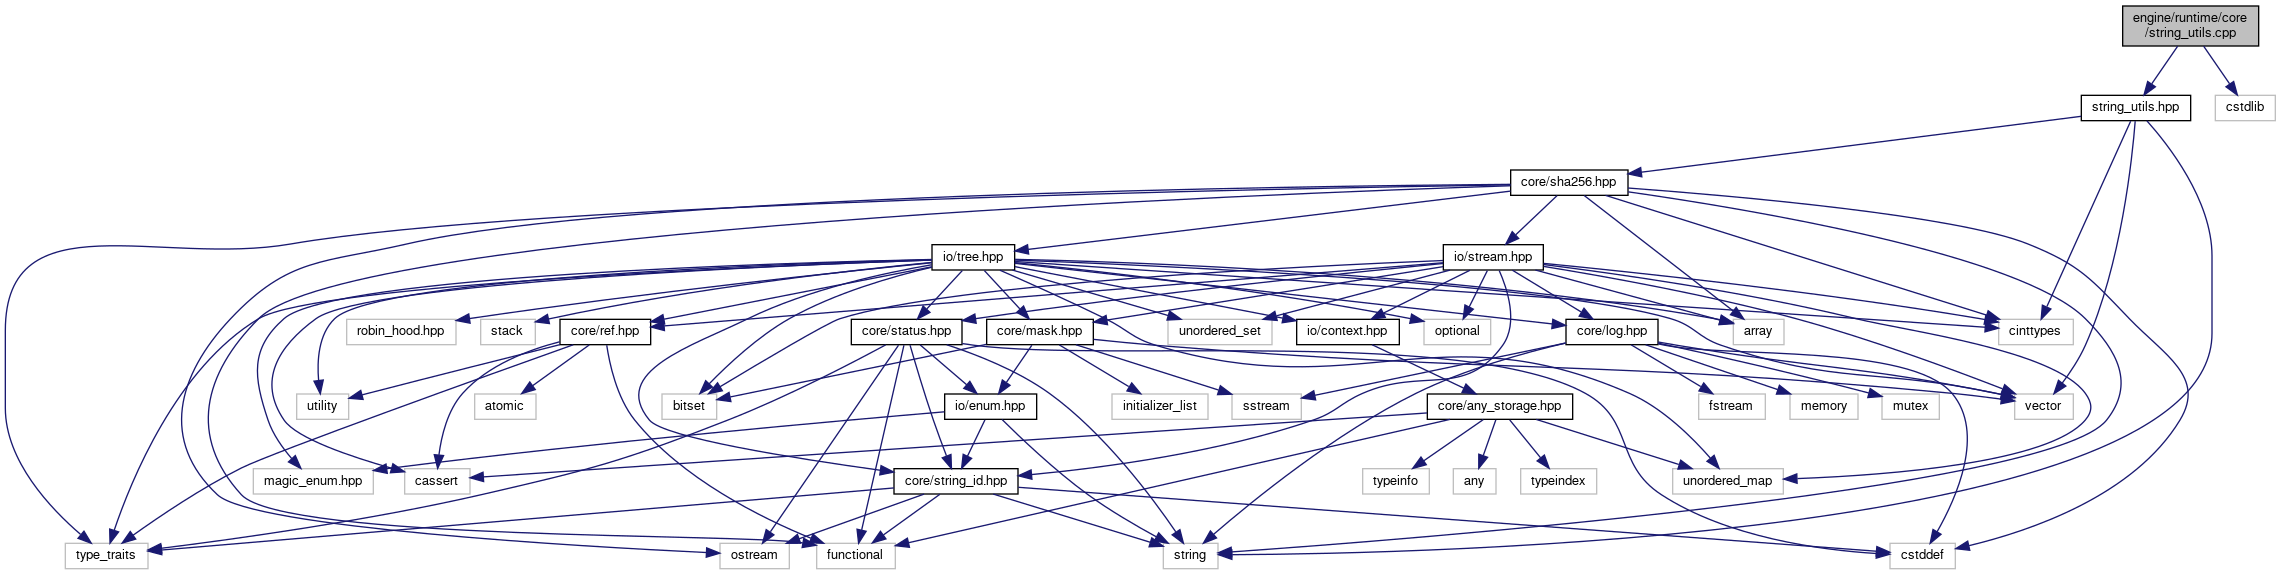 engine/runtime/core
/string_utils.cpp
string_utils.hpp
cstdlib
core/sha256.hpp
io/tree.hpp
io/stream.hpp
robin_hood.hpp
stack
core/ref.hpp
core/status.hpp
core/mask.hpp
unordered_set
io/context.hpp
optional
core/log.hpp
array
cinttypes
utility
atomic
bitset
io/enum.hpp
initializer_list
sstream
core/any_storage.hpp
fstream
memory
mutex
vector
magic_enum.hpp
cassert
core/string_id.hpp
typeinfo
any
typeindex
unordered_map
type_traits
ostream
functional
string
cstddef